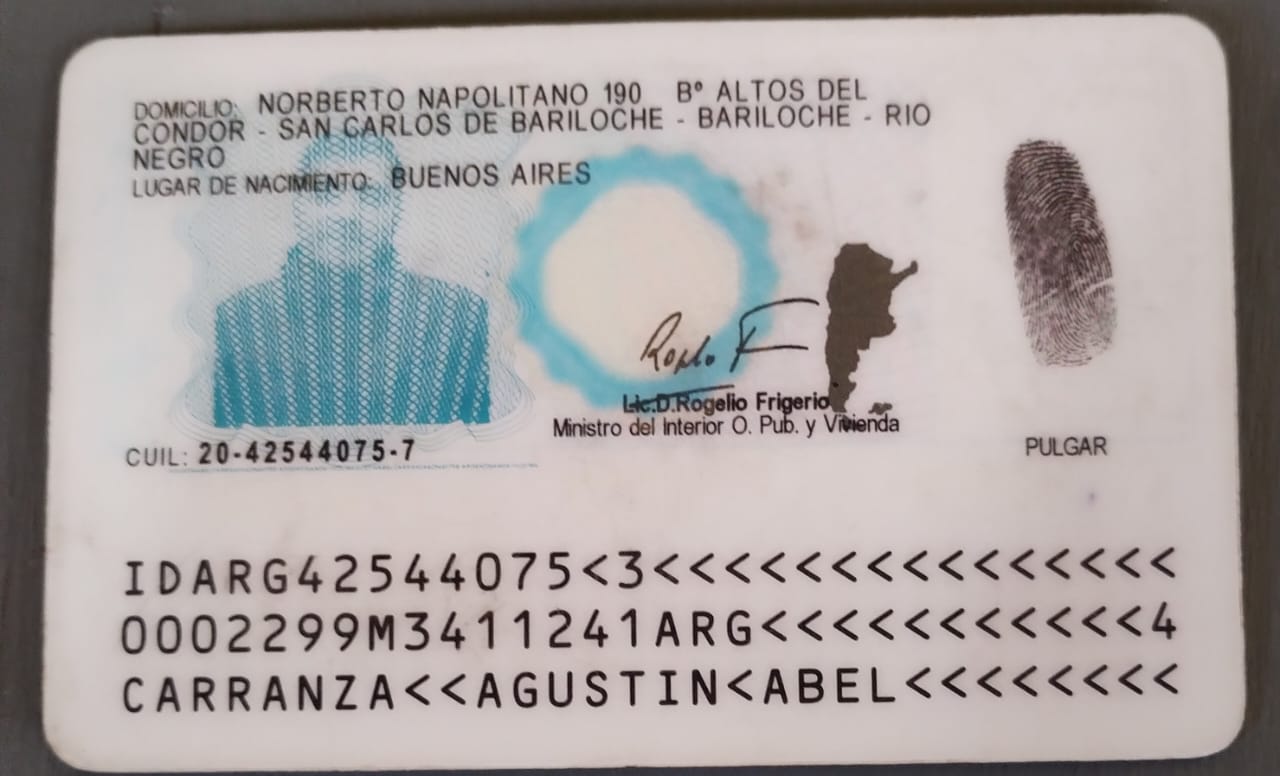 DOMICILIO: NORBERTO NAPOLITANO 190 Bº ALTOS DEL
CONDOR - SAN CARLOS DE BARILOCHE - BARILOCHE - RIO
NEGRO
LUGAR DE NACIMIENTO: BUENOS AIRES
Lic.D.Rogelio Frigerio
Ministro del Interior O. Pub. y Vivienda
CUIL: 20-42544075-7
PULGAR
IDARG42544075<3<<<<<<<<<<<<<<<
0002299M3411241ARG<<<<<<<<<<<4
CARRANZA<<AGUSTIN<ABEL<<<<<<<<